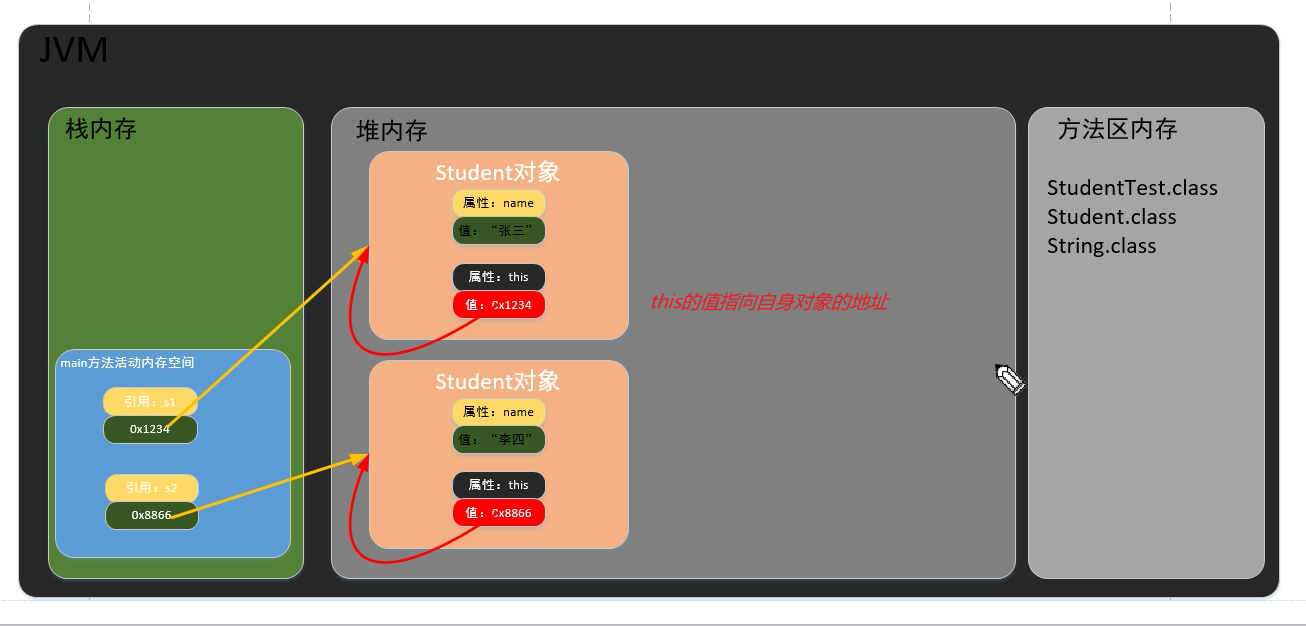 JVM
栈内存
main方法活动内存空间
引用：s1
0x1234
引用：s2
0x8866
堆内存
Student对象
属性：name
值：“张三”
属性：this
值：0x1234
this的值指向自身对象的地址
Student对象
属性：name
值：“李四”
属性：this
值：0x8866
方法区内存
StudentTest.class
Student.class
String.class